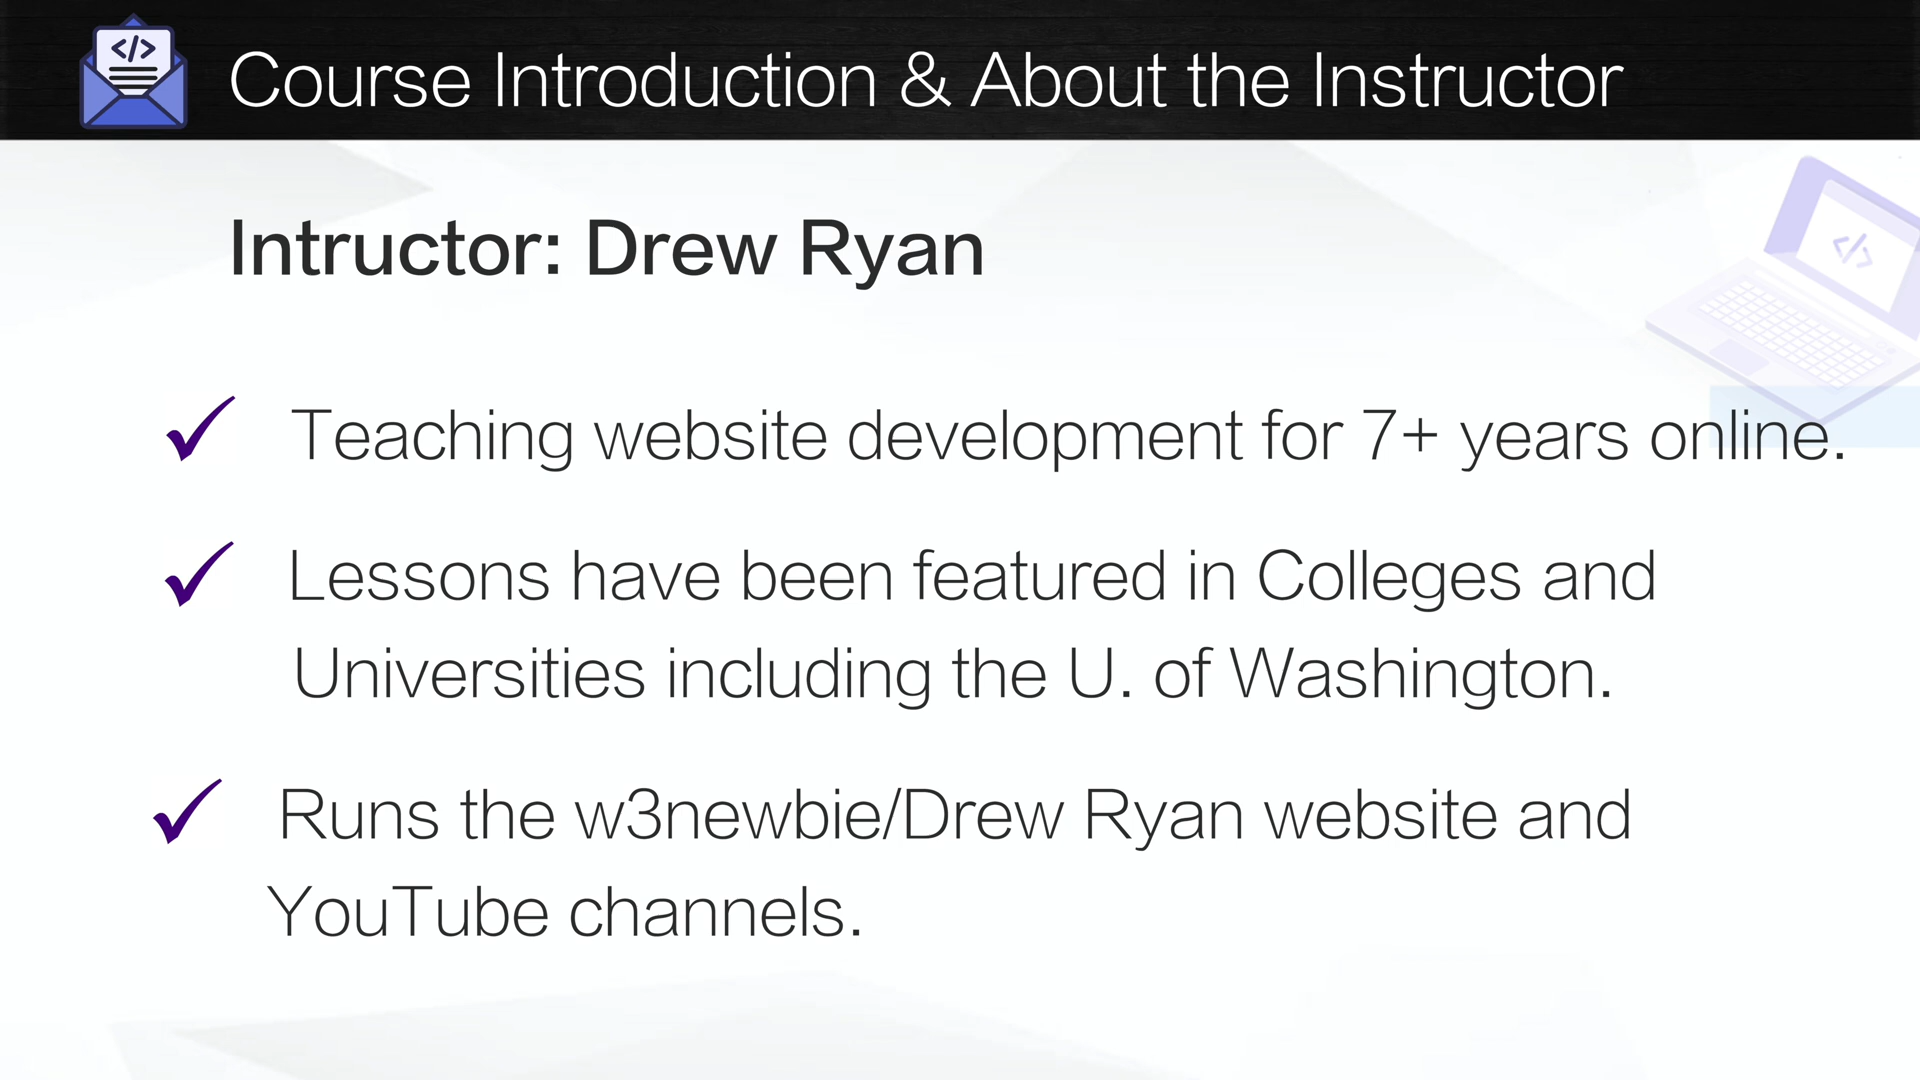 </>
Course Introduction & About the Instructor
</>
Intructor: Drew Ryan
Teaching website development for 7+ years online.
Lessons have been featured in Colleges and
Universities including the U. of Washington.
Runs the w3newbie/Drew Ryan website and
YouTube channels.